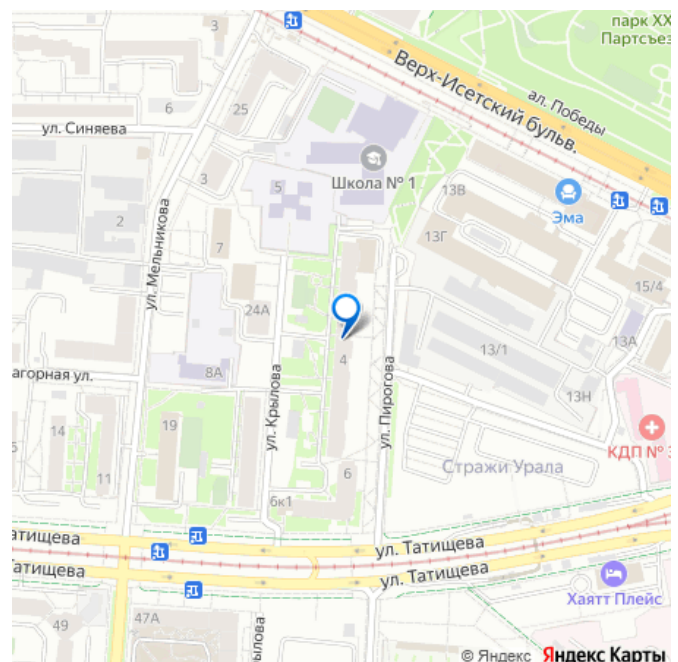 парк XX
Партсъез
Верх-Исетский бульв.
ал. Победы
6
25
ул. Синяева
Школа № 1
3
5
13В
Эма
2
ул. Мельникова
7
13Г
15/4
24А
4
13/1
13А
агорная ул.
8А
ул. Крылова
ул. Пирогова
13Н
14
19
КДП № 3
11
6
Стражи Урала
6к1
атищева
ул. Татищева
атищева
ул. Татищева
Хаятт Плейс
49
47А
ылова
© Яндекс Яндекс Карты